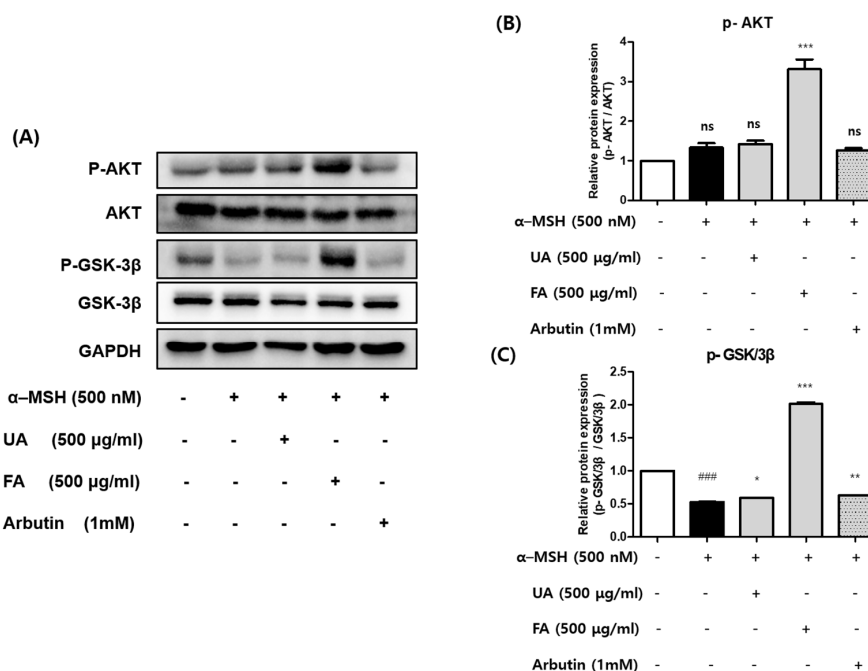 (A)
P-AKT
AKT
P-GSK-3β
GSK-3β
GAPDH
α–MSH (500 nM) - + + + +
UA (500 μg/ml) - - + - -
FA (500 μg/ml) - - - + -
Arbutin (1mM) - - - - +
(B)
p- AKT
Relative protein expression
(p- AKT / AKT)
4
3
2
1
0
ns ns *** ns
α–MSH (500 nM) - + + + +
UA (500 μg/ml) - - + - -
FA (500 μg/ml) - - - + -
Arbutin (1mM) - - - - +
(C)
p- GSK/3β
Relative protein expression
(p- GSK/3β / GSK/3β)
2.0
1.5
1.0
0.5
0.0
### * *** **
α–MSH (500 nM) - + + + +
UA (500 μg/ml) - - + - -
FA (500 μg/ml) - - - + -
Arbutin (1mM) - - - - +